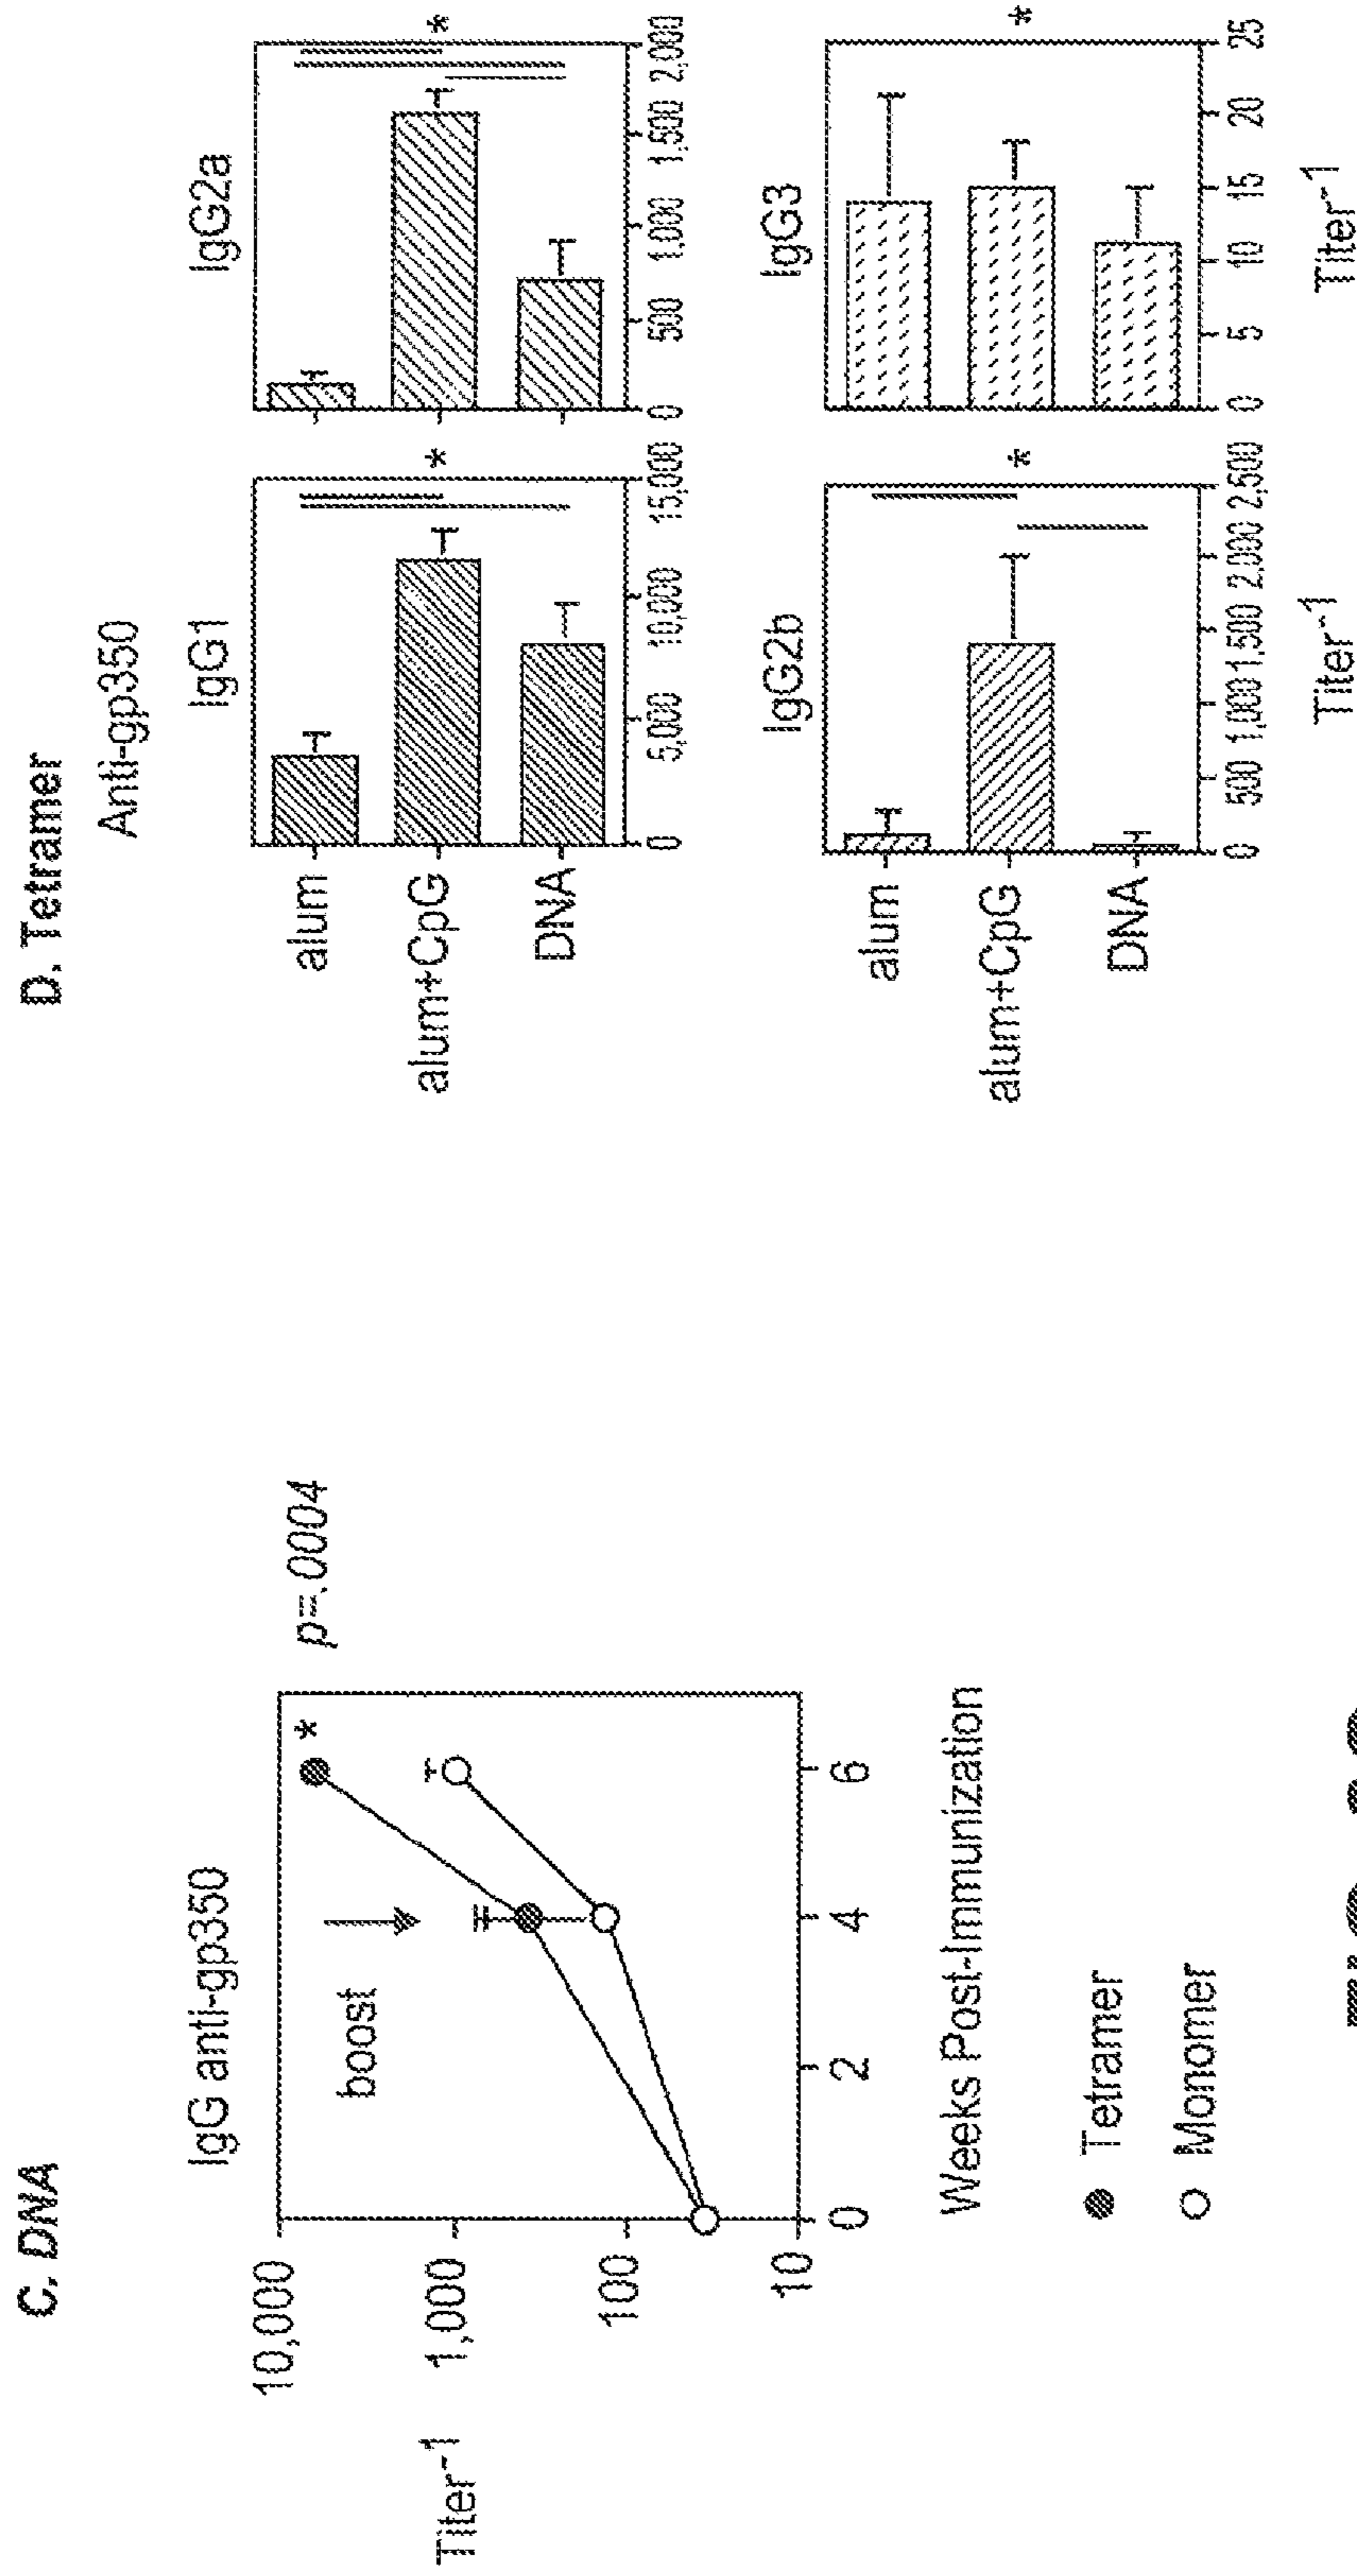 C. DNA
IgG anti-gp350
10,000
1,000
100
10
Titer-1
boost
*
p=.0004
0 2 4 6
Weeks Post-Immunization
Tetramer
Monomer
D. Tetramer
Anti-gp350
IgG1
alum
alum+CpG
DNA
*
0 5,000 10,000 15,000
IgG2a
*
0 500 1,000 1,500 2,000
IgG2b
alum
alum+CpG
DNA
*
0 500 1,000 1,500 2,000 2,500
Titer-1
IgG3
*
0 5 10 15 20 25
Titer-1